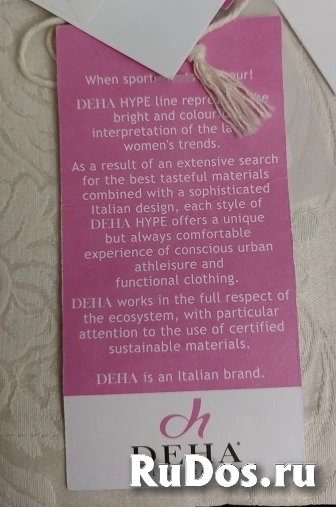 When sport
DEHA HYPE line
bright and colour
interpretation of the la
women's trends.
As a result of an extensive search
for the best tasteful materials
combined with a sophisticated
Italian design, each style of
DEHA HYPE offers a unique
but always comfortable
experience of conscious urban
athleisure and
functional clothing.
DEHA works in the full respect of
the ecosystem, with particular
attention to the use of certified
sustainable materials.
DEHA is an Italian brand.
dh
DEHA
RuDos.ru